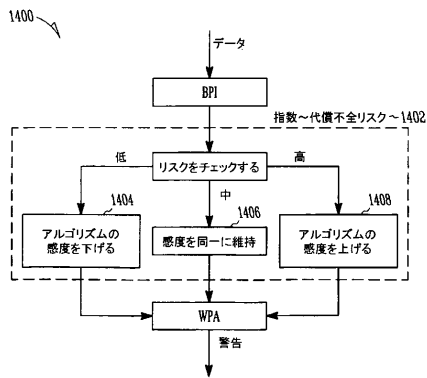 1400
データ
BPI
指数~代償不全リスク~1402
低
リスクをチェックする
高
中
1404
1406
1408
アルゴリズムの
感度を下げる
感度を同一に維持
アルゴリズムの
感度を上げる
WPA
警告